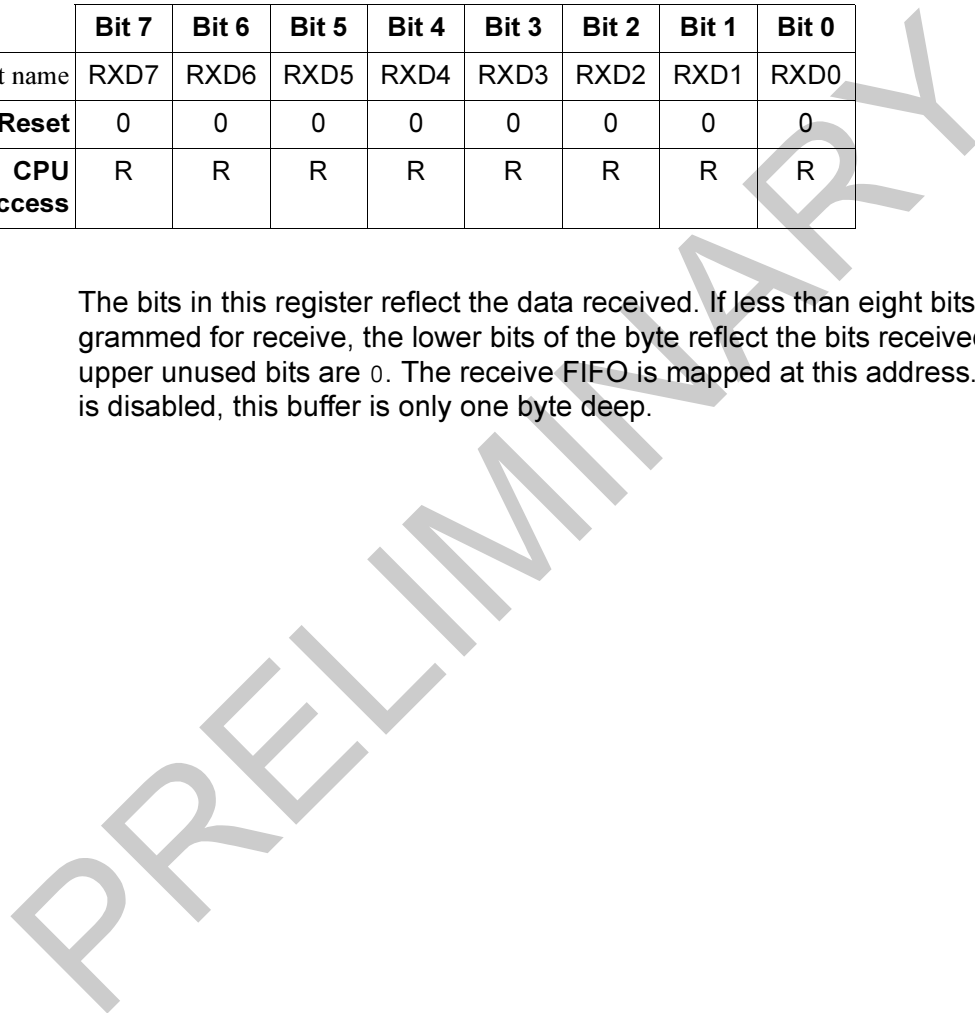 Bit 7 Bit 6 Bit 5 Bit 4 Bit 3 Bit 2 Bit 1 Bit 0
t name RXD7 RXD6 RXD5 RXD4 RXD3 RXD2 RXD1 RXD0
Reset 0 0 0 0 0 0 0 0
CPU R R R R R R R R
ccess
The bits in this register reflect the data received. If less than eight bits
grammed for receive, the lower bits of the byte reflect the bits received
upper unused bits are 0. The receive FIFO is mapped at this address.
is disabled, this buffer is only one byte deep.
PRELIMINARY